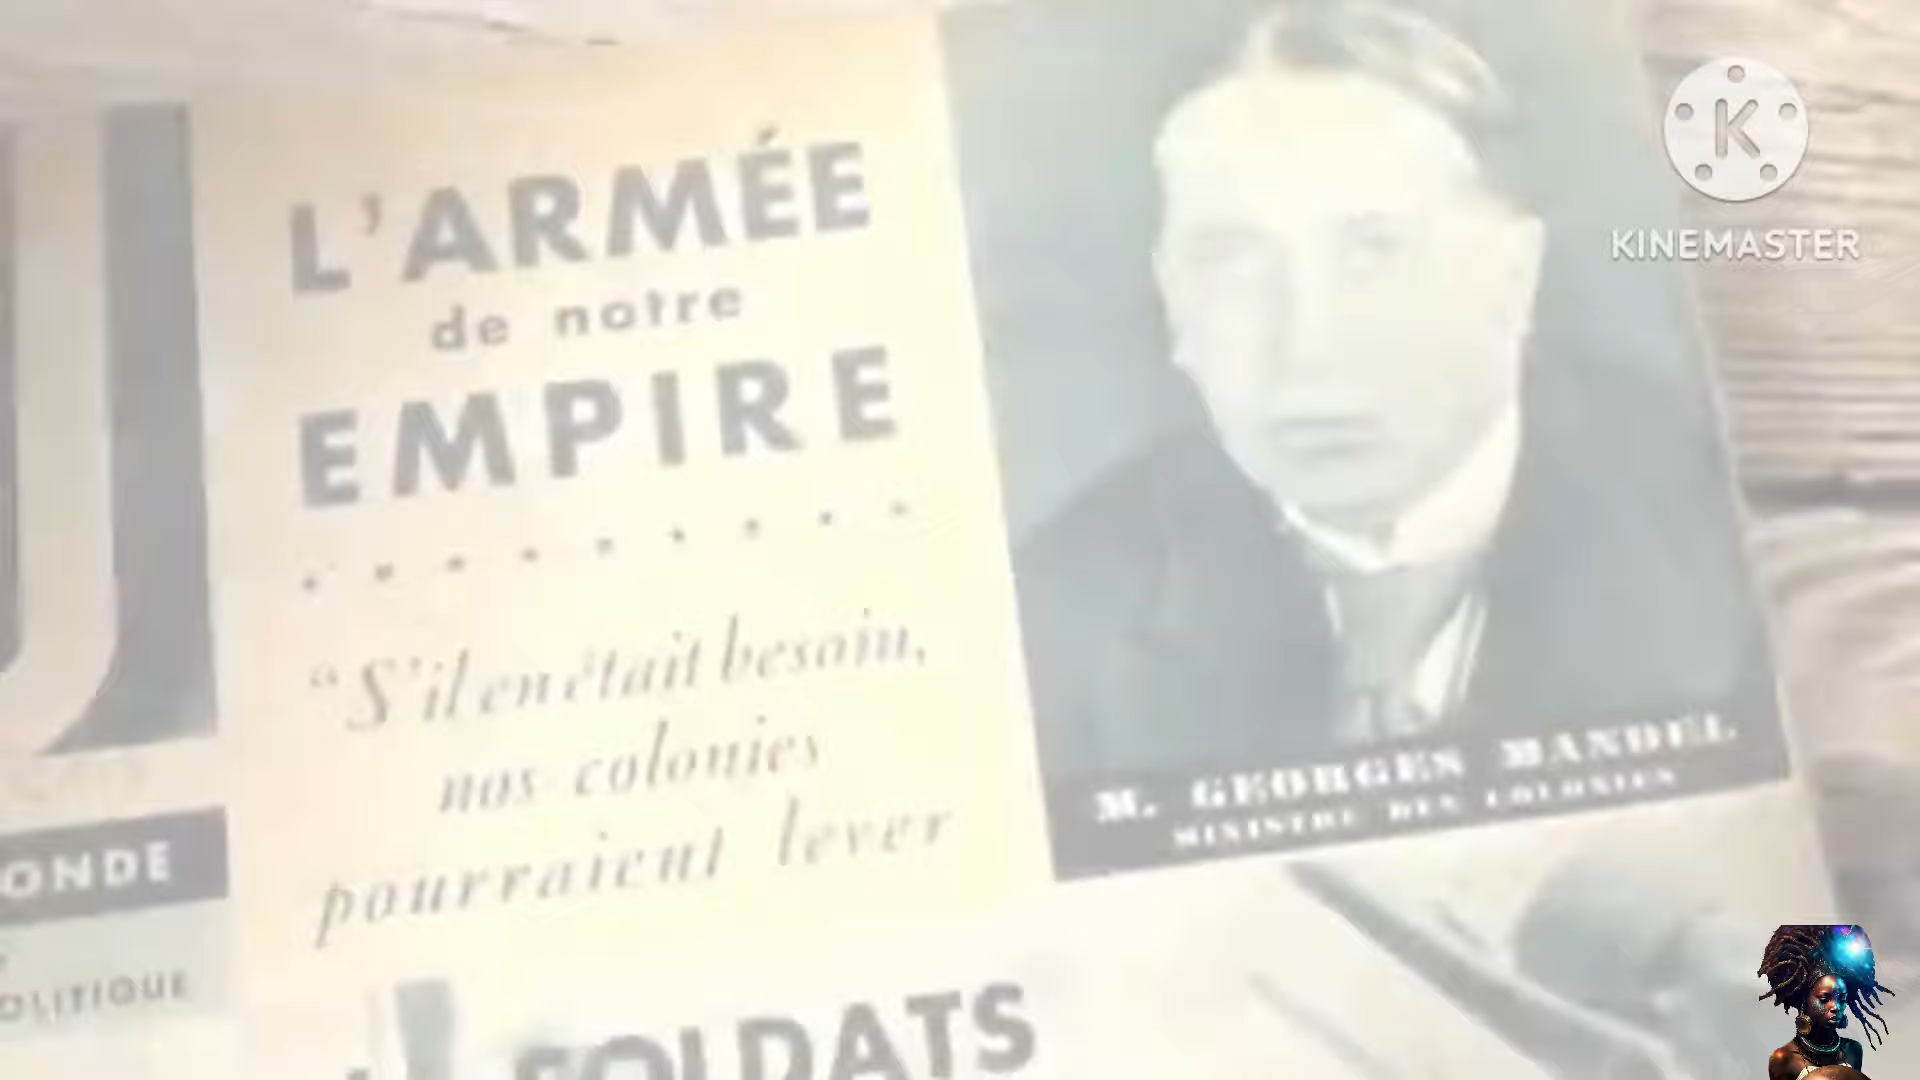 L'ARMÉE
de notre
EMPIRE
"S'il en était besoin,
nos colonies
pourraient lever
SOLDATS
M. GEORGES MANDEL
MINISTRE DES COLONIES
ONDE
OLITIQUE
K
KINEMASTER